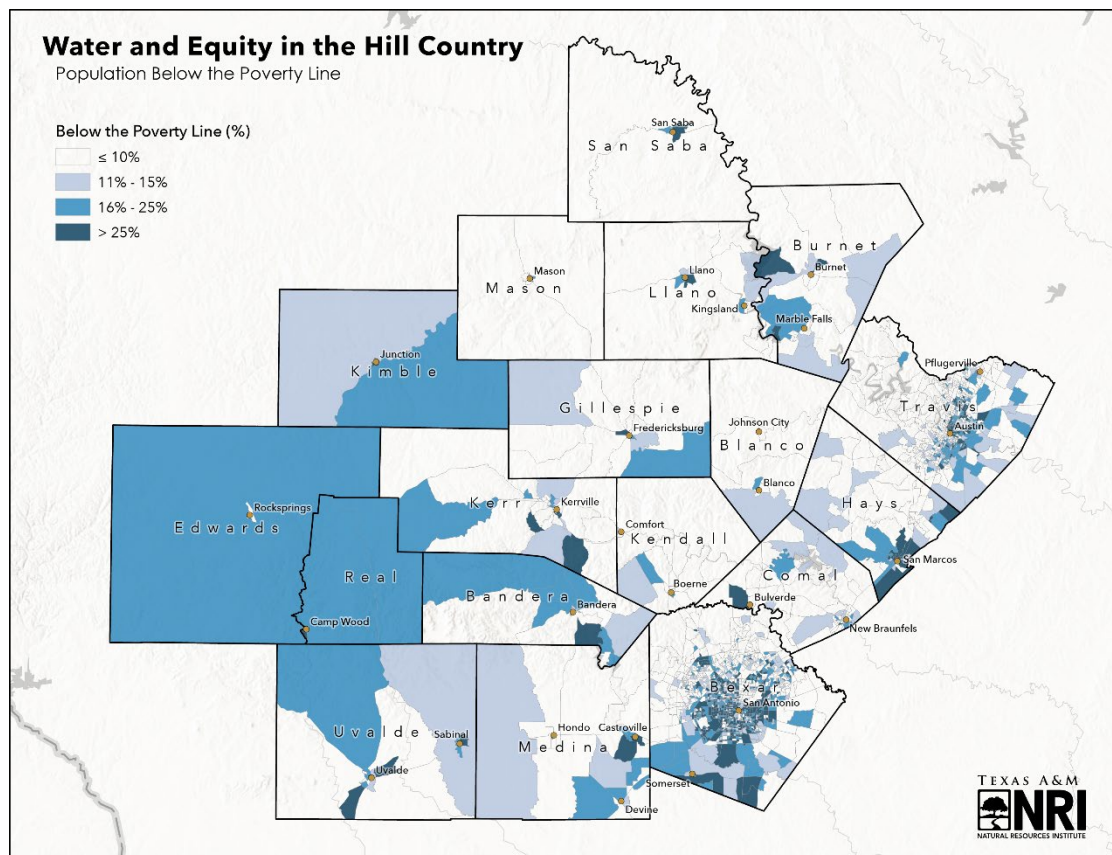 Water and Equity in the Hill Country
Population Below the Poverty Line
Below the Poverty Line (%)
≤ 10%
11% - 15%
16% - 25%
> 25%
San Saba
San Saba
Burnet
Burnet
Mason
Mason
Llano
Llano
Kingsland
Marble Falls
Junction
Kimble
Pflugerville
Travis
Austin
Gillespie
Fredericksburg
Johnson City
Blanco
Blanco
Hays
San Marcos
Rocksprings
Edwards
Kerr
Kerrville
Comfort
Kendall
Boerne
Comal
Bulverde
New Braunfels
Real
Camp Wood
Bandera
Bandera
Bexar
San Antonio
Uvalde
Uvalde
Sabinal
Hondo
Medina
Castroville
Somerset
Devine
TEXAS A&M
NRI
NATURAL RESOURCES INSTITUTE